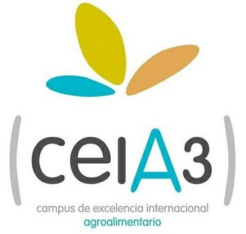 (ceiA3)
campus de excelencia internacional
agroalimentario